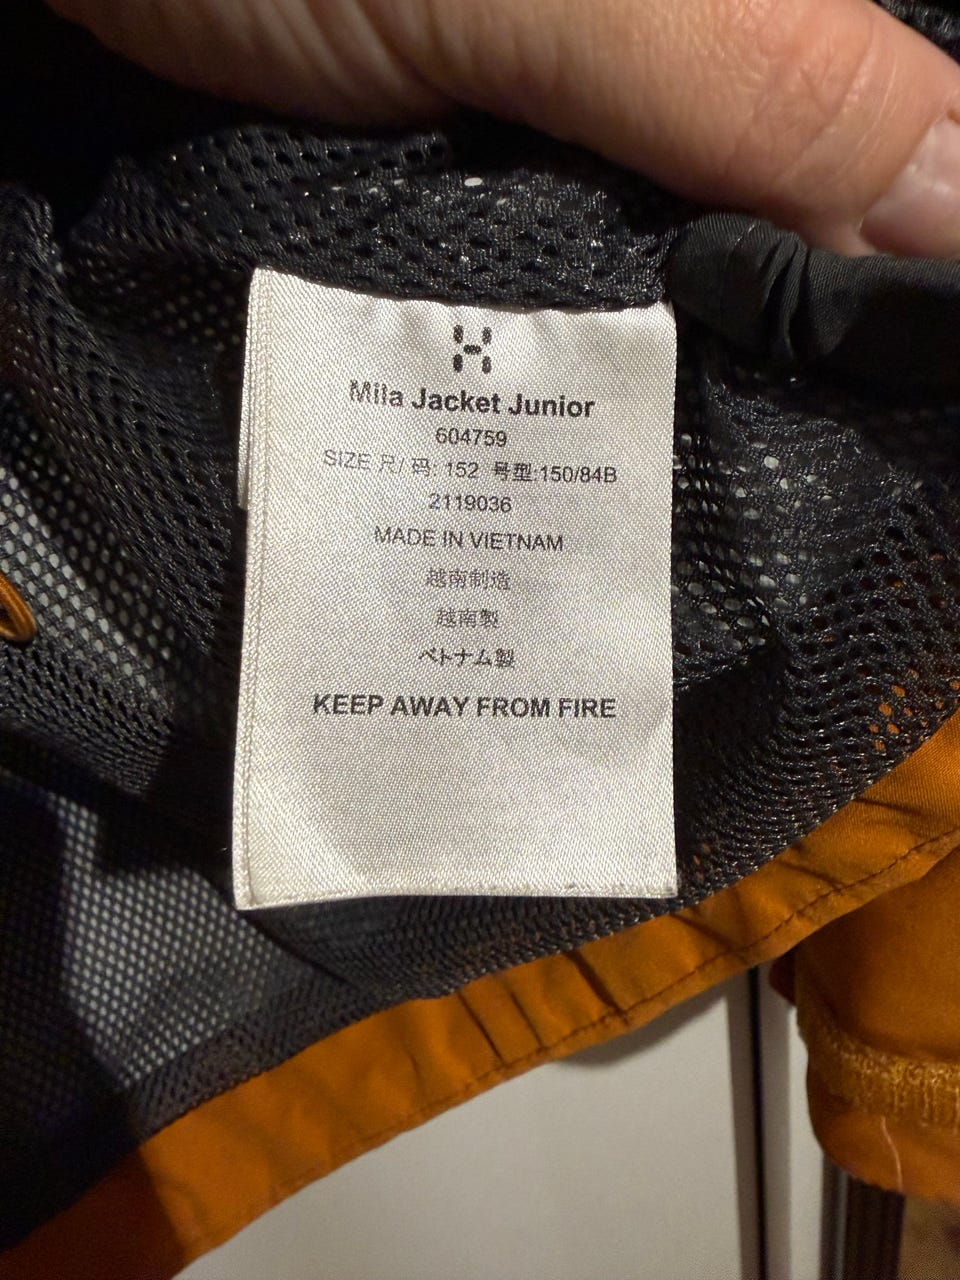 Mila Jacket Junior
604759
SIZE 尺/ 码: 152 号型:150/84B
2119036
MADE IN VIETNAM
越南制造
越南製
ベトナム製
KEEP AWAY FROM FIRE